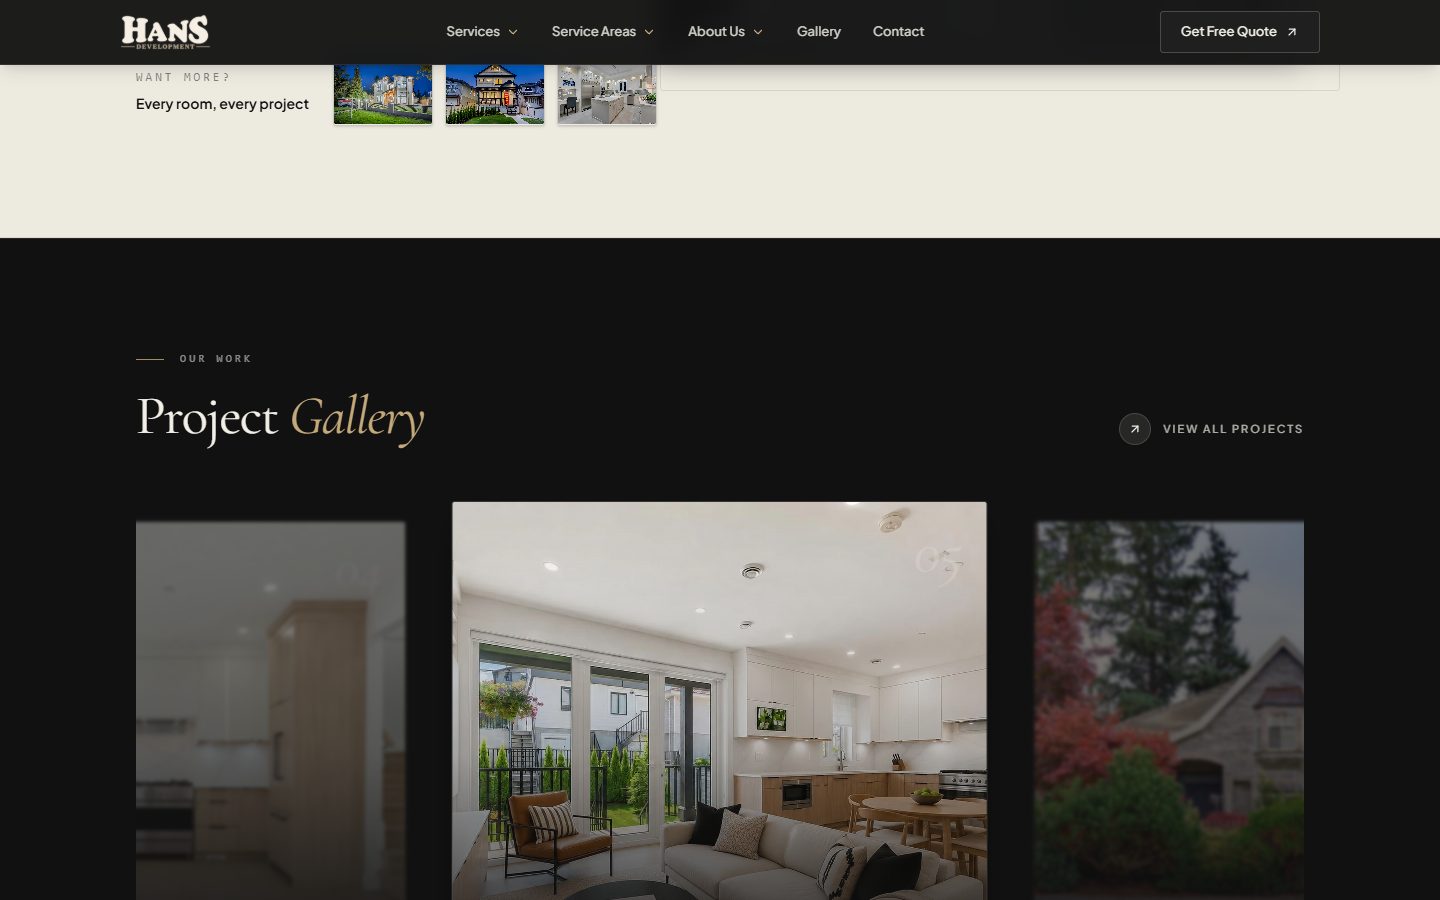 HANS
DEVELOPMENT
Services
Service Areas
About Us
Gallery
Contact
Get Free Quote
WANT MORE?
Every room, every project
OUR WORK
Project Gallery
VIEW ALL PROJECTS
04
05